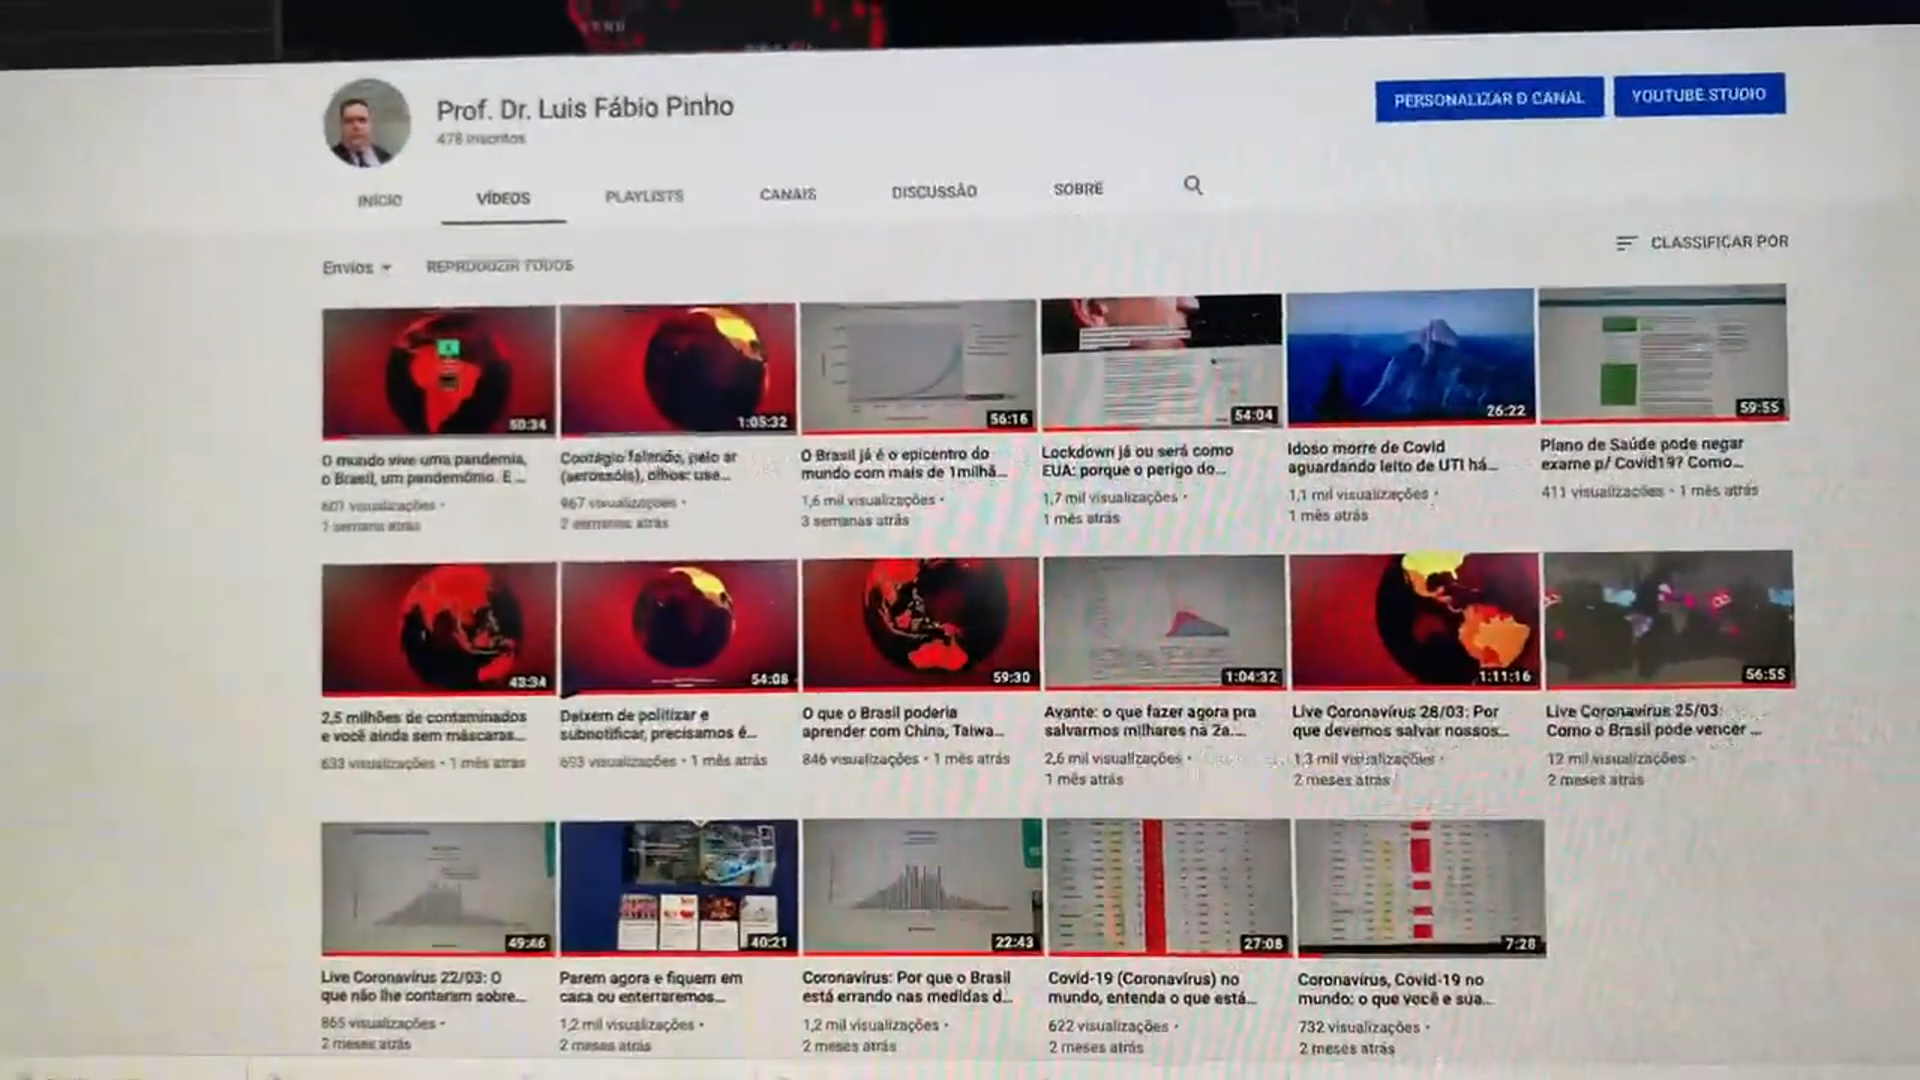 Prof. Dr. Luis Fábio Pinho
478 inscritos
PERSONALIZAR O CANAL
YOUTUBE STUDIO
INÍCIO
VÍDEOS
PLAYLISTS
CANAIS
DISCUSSÃO
SOBRE
Envios
REPRODUZIR TODOS
CLASSIFICAR POR
50:34
1:05:32
56:16
54:04
26:22
59:55
O mundo vive uma pandemia,
o Brasil, um pandemônio. E ...
601 visualizações •
1 semana atrás
Contágio falando, pelo ar
(aerossóis), olhos: use...
967 visualizações •
2 semanas atrás
O Brasil já é o epicentro do
mundo com mais de 1milhã...
1,6 mil visualizações •
3 semanas atrás
Lockdown já ou será como
EUA: porque o perigo do...
1,7 mil visualizações •
1 mês atrás
Idoso morre de Covid
aguardando leito de UTI há...
1,1 mil visualizações •
1 mês atrás
Plano de Saúde pode negar
exame p/ Covid19? Como...
411 visualizações • 1 mês atrás
43:34
54:08
59:30
1:04:32
1:11:16
56:55
2,5 milhões de contaminados
e você ainda sem máscaras...
633 visualizações • 1 mês atrás
Deixem de politizar e
subnotificar, precisamos é...
693 visualizações • 1 mês atrás
O que o Brasil poderia
aprender com China, Taiwa...
846 visualizações • 1 mês atrás
Avante: o que fazer agora pra
salvarmos milhares na 2a....
2,6 mil visualizações •
1 mês atrás
Live Coronavírus 28/03: Por
que devemos salvar nossos...
1,3 mil visualizações •
2 meses atrás
Live Coronavírus 25/03:
Como o Brasil pode vencer ...
12 mil visualizações •
2 meses atrás
49:46
40:21
22:43
27:08
7:28
Live Coronavírus 22/03: O
que não lhe contaram sobre...
865 visualizações •
2 meses atrás
Parem agora e fiquem em
casa ou enterraremos...
1,2 mil visualizações •
2 meses atrás
Coronavírus: Por que o Brasil
está errando nas medidas d...
1,2 mil visualizações •
2 meses atrás
Covid-19 (Coronavírus) no
mundo, entenda o que está...
622 visualizações •
2 meses atrás
Coronavírus, Covid-19 no
mundo: o que você e sua...
732 visualizações •
2 meses atrás